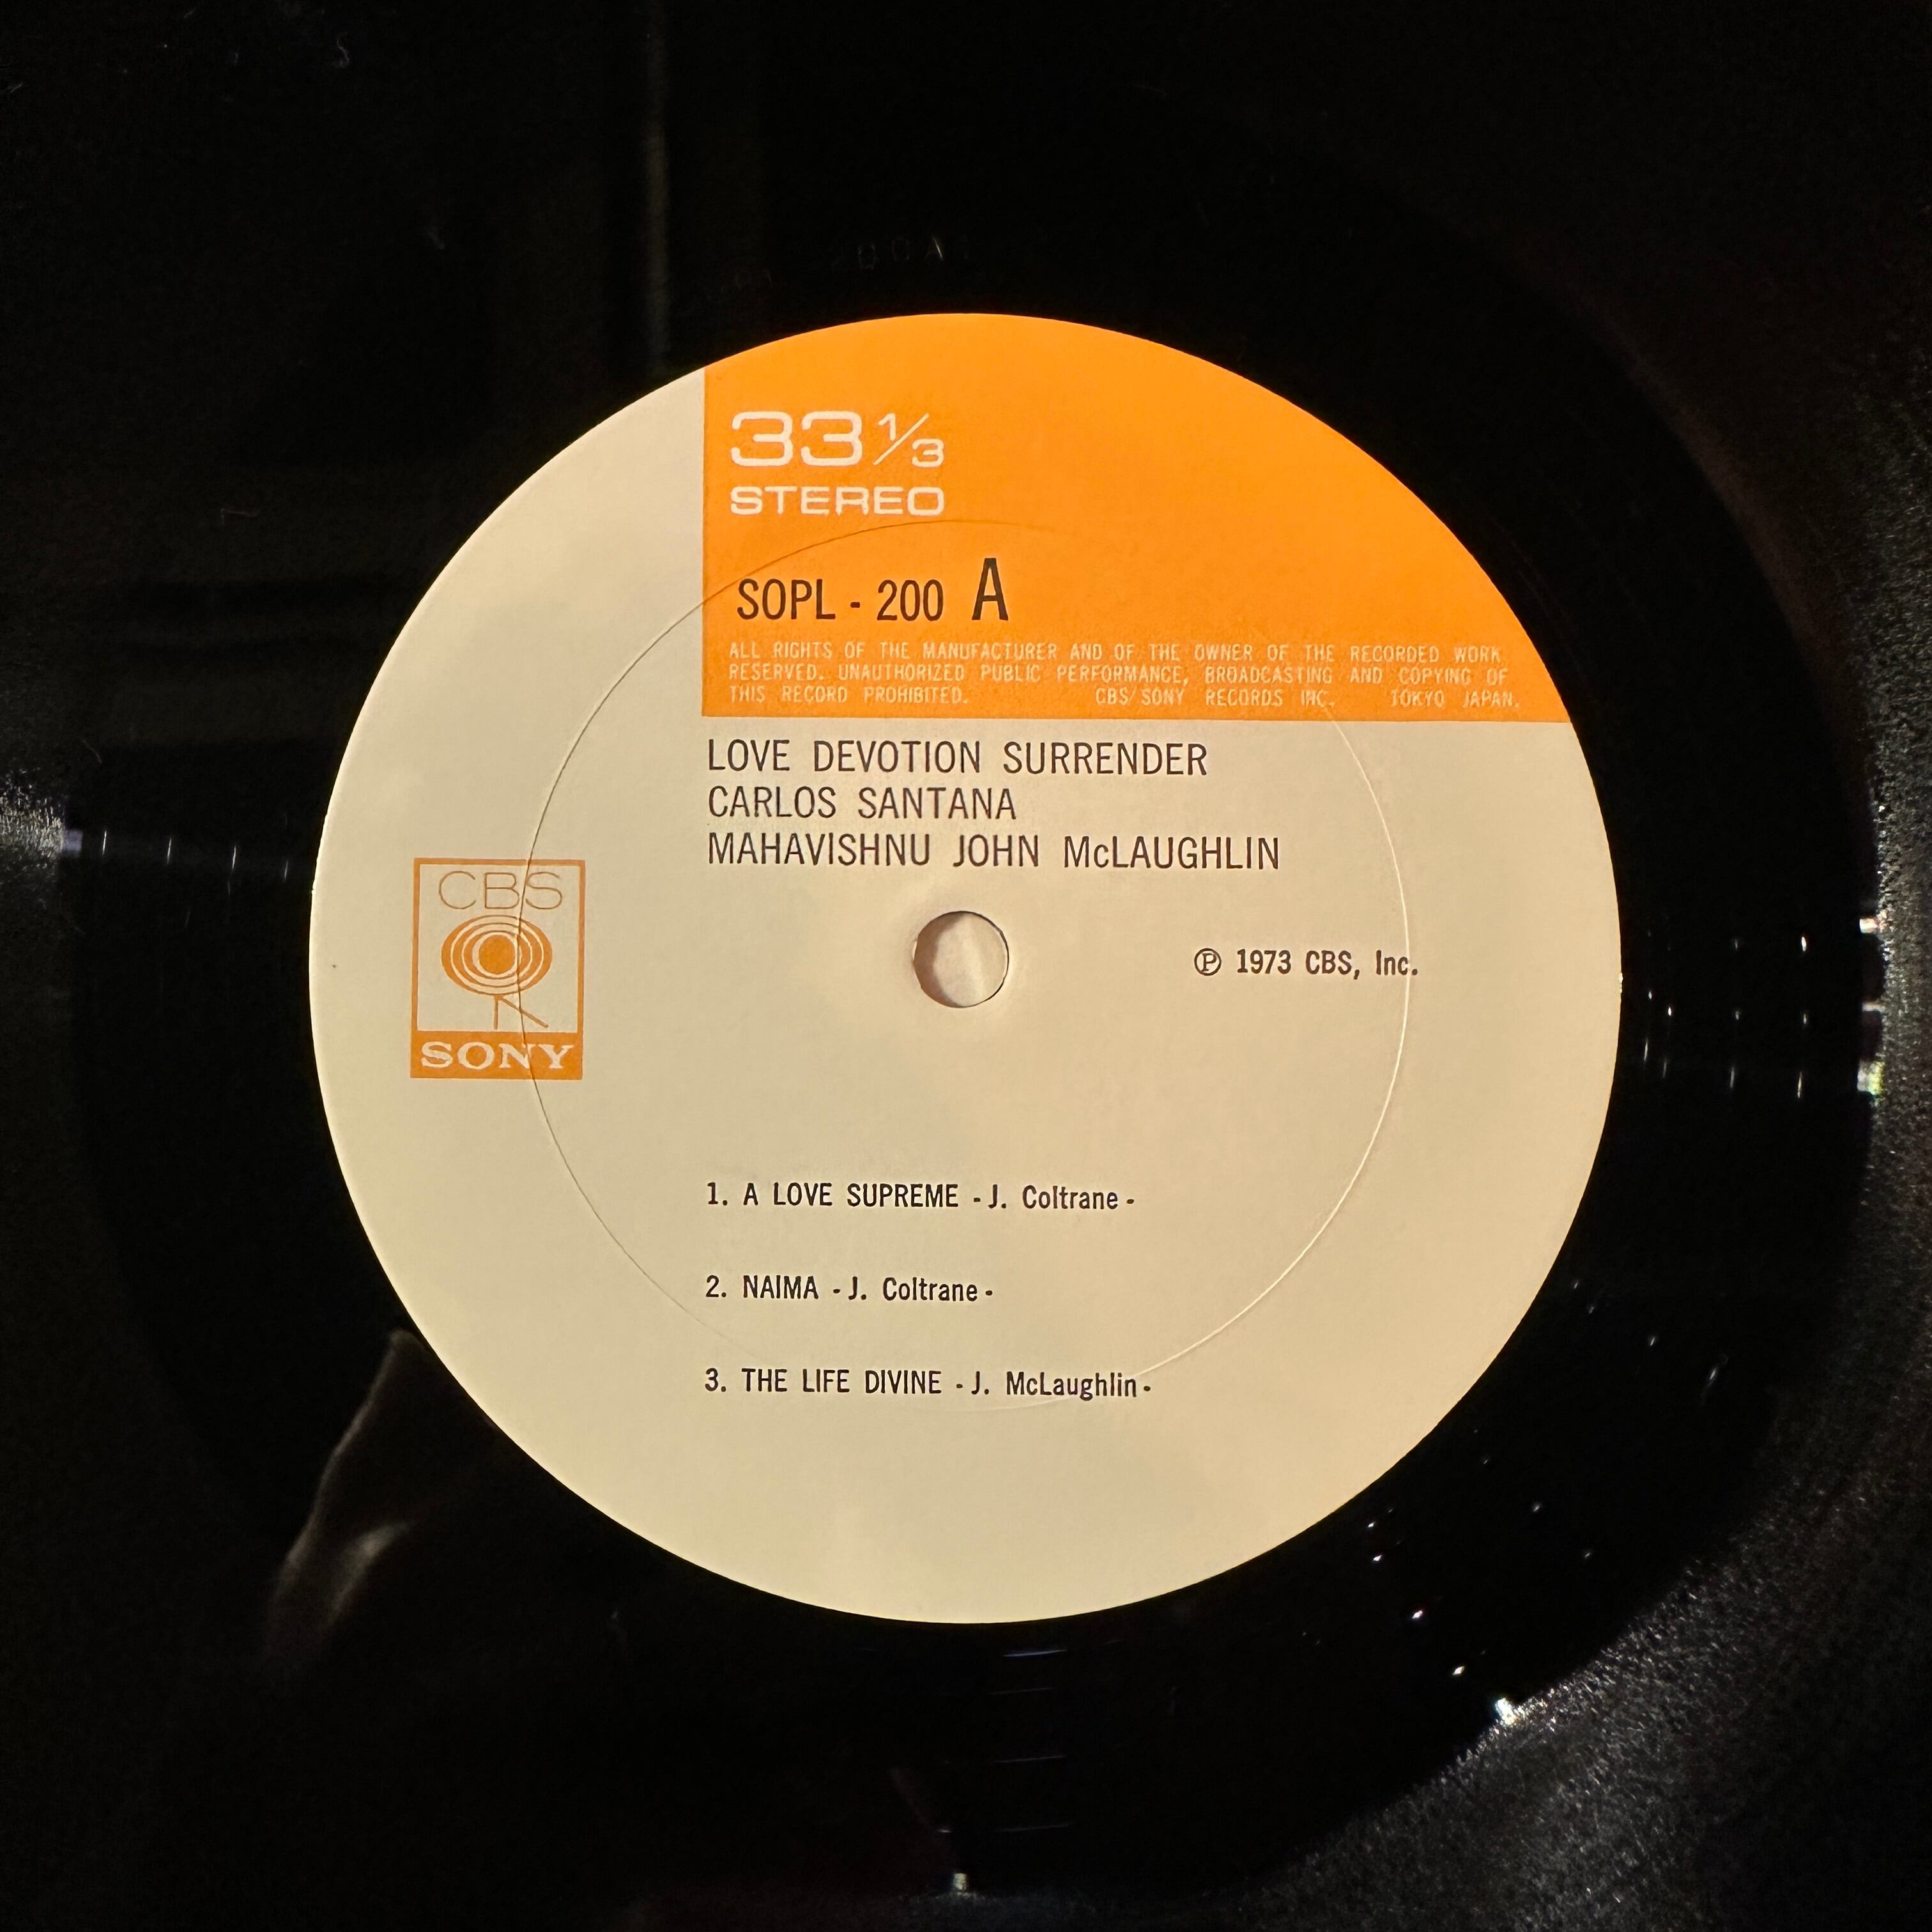 33 1/3
STEREO
SOPL - 200 A
ALL RIGHTS OF THE MANUFACTURER AND OF THE OWNER OF THE RECORDED WORK
RESERVED. UNAUTHORIZED PUBLIC PERFORMANCE, BROADCASTING AND COPYING OF
THIS RECORD PROHIBITED. CBS/SONY RECORDS INC. TOKYO JAPAN.
LOVE DEVOTION SURRENDER
CARLOS SANTANA
MAHAVISHNU JOHN McLAUGHLIN
CBS
SONY
℗ 1973 CBS, Inc.
1. A LOVE SUPREME - J. Coltrane -
2. NAIMA - J. Coltrane -
3. THE LIFE DIVINE - J. McLaughlin -